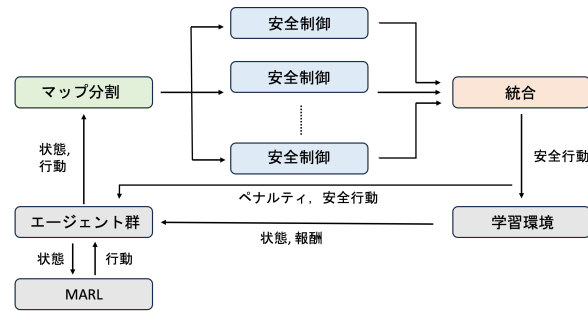 安全制御
安全制御
安全制御
マップ分割
統合
状態,
行動
安全行動
ペナルティ，安全行動
エージェント群
学習環境
状態, 報酬
状態
行動
MARL